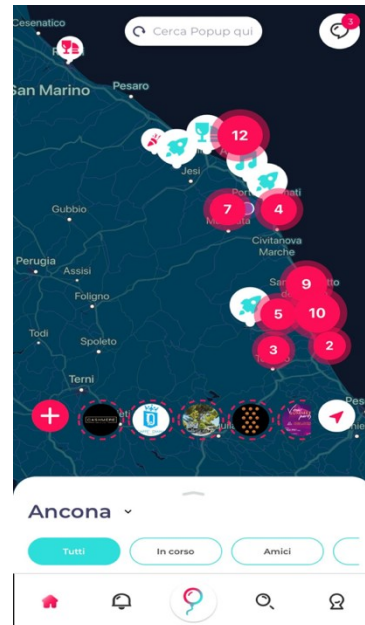 Cesenatico
Cerca Popup qui
3
San Marino
Pesaro
12
Jesi
Gubbio
7
4
Civitanova
Marche
Perugia
Assisi
9
Foligno
5
10
Todi
Spoleto
3
2
Terni
Ancona
Tutti
In corso
Amici